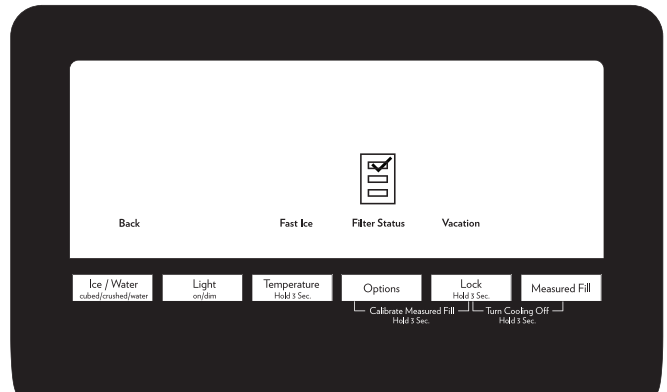 Back Fast Ice Filter Status Vacation
Ice / Water Light Temperature Options Lock Measured Fill
cubed/crushed/water on/dim Hold 3 Sec. Hold 3 Sec.
Calibrate Measured Fill Turn Cooling Off
Hold 3 Sec. Hold 3 Sec.